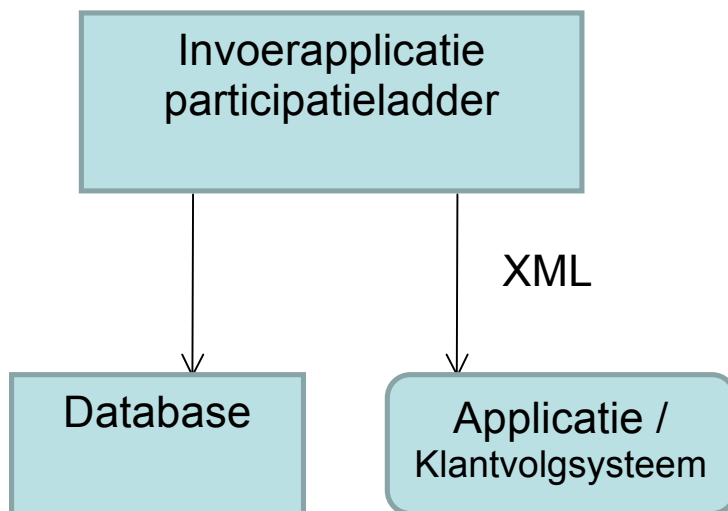 Invoerapplicatie
participatieladder
XML
Database
Applicatie /
Klantvolgsysteem